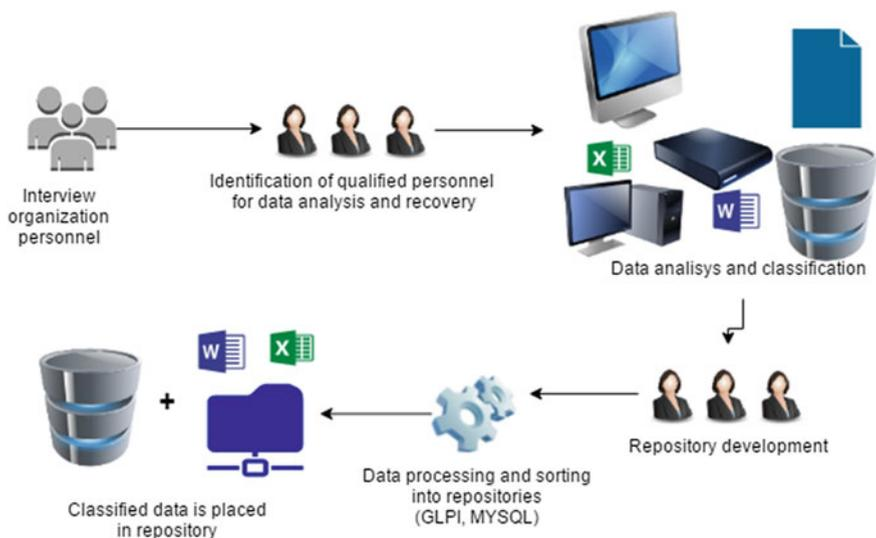 Interview
organization
personnel
Identification of qualified personnel
for data analysis and recovery
X
W
Data analisys and classification
Repository development
Data processing and sorting
into repositories
(GLPI, MYSQL)
W
X
+
Classified data is placed
in repository